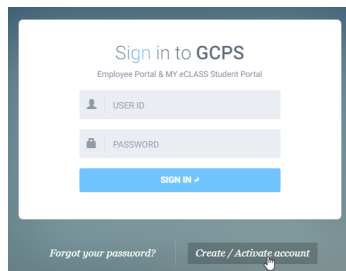 Sign in to GCPS
Employee Portal & MY eCLASS Student Portal
USER ID
PASSWORD
SIGN IN
Forgot your password?
Create / Activate account